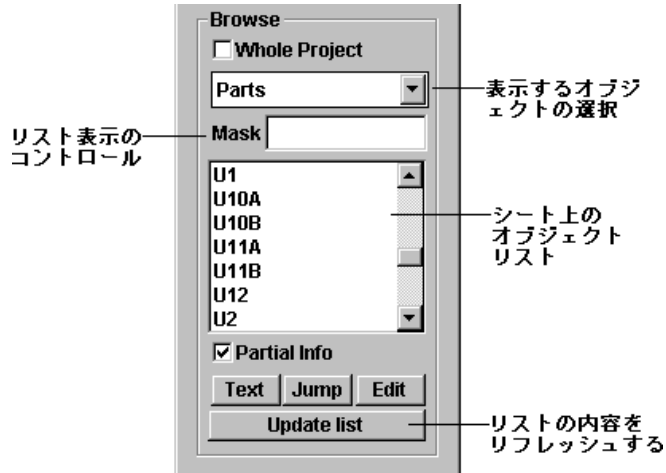 Browse
Whole Project
Parts
表示するオブジ
ェクトの選択
リスト表示の
コントロール
Mask
U1
U10A
U10B
U11A
U11B
U12
U2
シート上の
オブジェクト
リスト
Partial Info
Text Jump Edit
Update list
リストの内容を
リフレッシュする